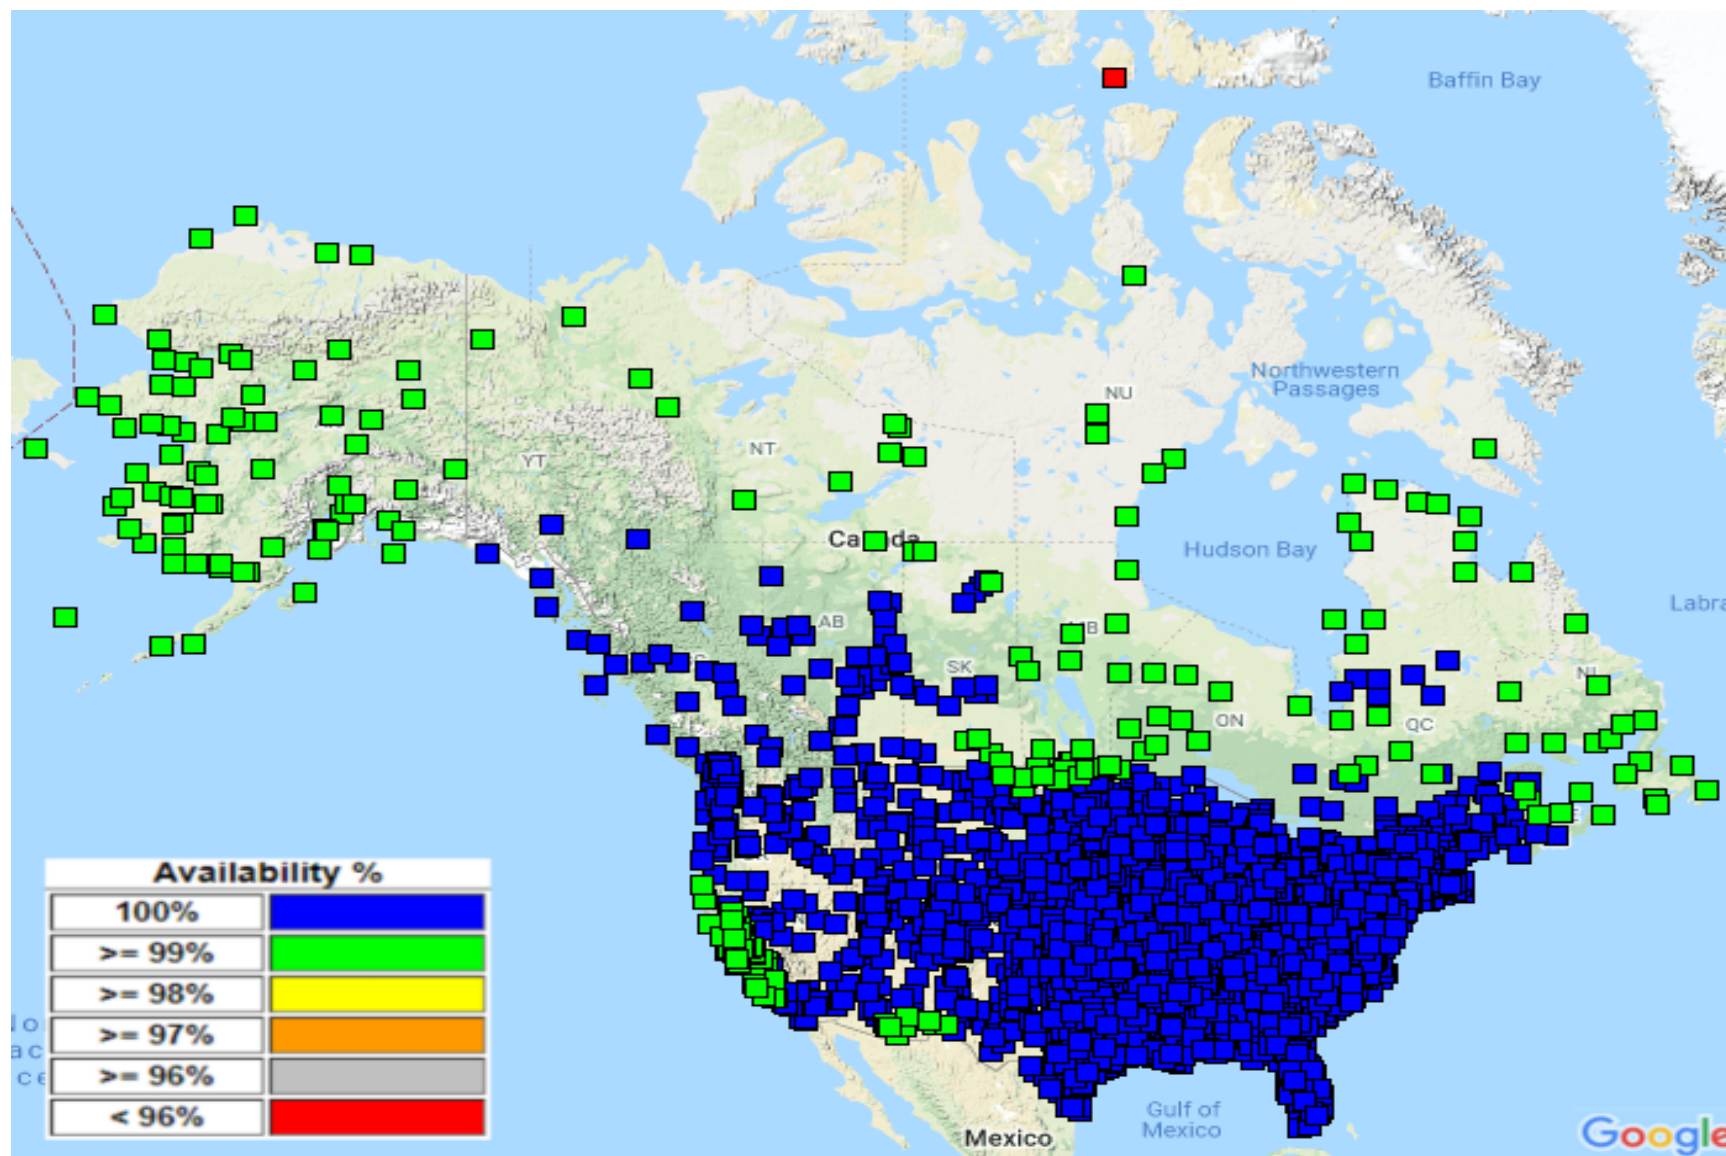 Baffin Bay
Northwestern
Passages
NU
NT
YT
Canada
Hudson Bay
Labra
AB
MB
SK
NL
ON
QC
Availability %
100%
>= 99%
>= 98%
>= 97%
>= 96%
< 96%
Gulf of
Mexico
Mexico
Google